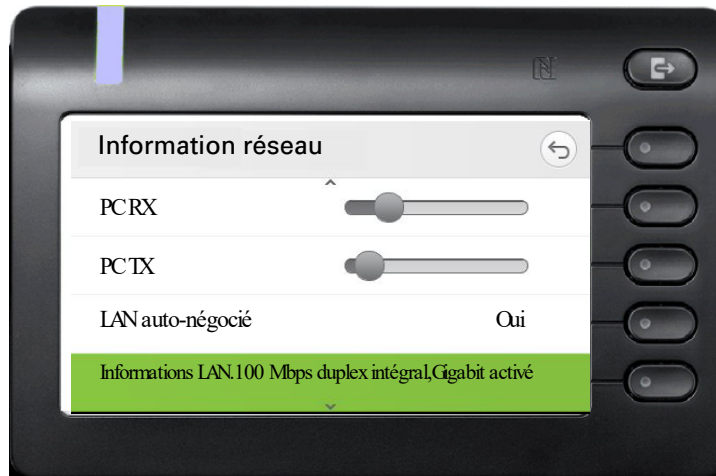 Information réseau
PC RX
PC TX
LAN auto-négocié Oui
Informations LAN.100 Mbps duplex intégral,Gigabit activé